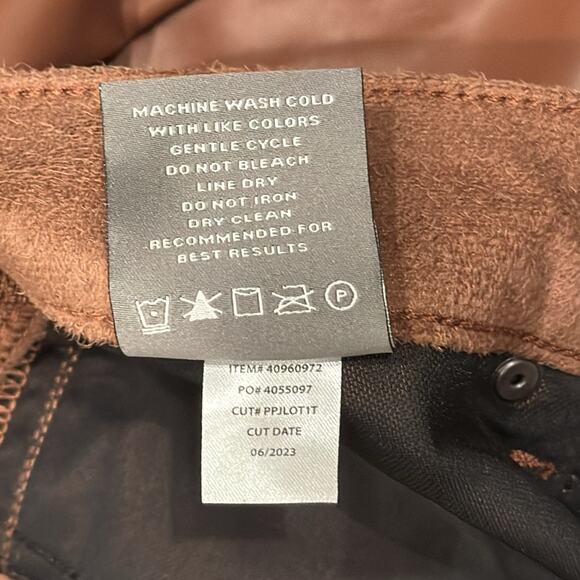 MACHINE WASH COLD
WITH LIKE COLORS
GENTLE CYCLE
DO NOT BLEACH
LINE DRY
DO NOT IRON
DRY CLEAN
RECOMMENDED FOR
BEST RESULTS
P
ITEM# 40960972
PO# 4055097
CUT# PPJLOT1T
CUT DATE
06/2023